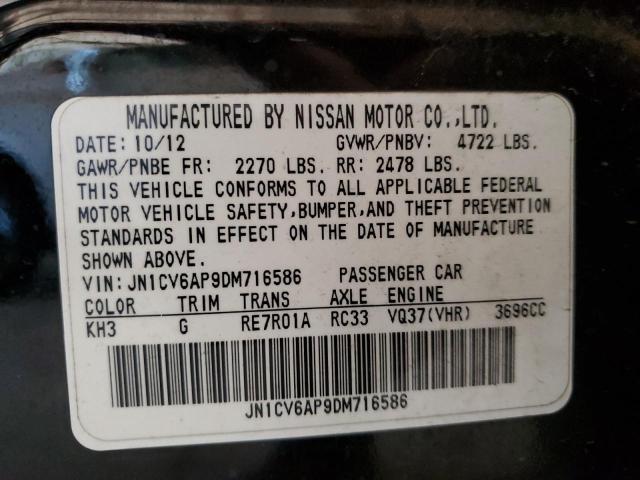 MANUFACTURED BY NISSAN MOTOR CO.,LTD.
DATE: 10/12 GVWR/PNBV: 4722 LBS.
GAWR/PNBE FR: 2270 LBS. RR: 2478 LBS.
THIS VEHICLE CONFORMS TO ALL APPLICABLE FEDERAL
MOTOR VEHICLE SAFETY,BUMPER,AND THEFT PREVENTION
STANDARDS IN EFFECT ON THE DATE OF MANUFACTURE
SHOWN ABOVE.
VIN: JN1CV6AP9DM716586 PASSENGER CAR
COLOR TRIM TRANS AXLE ENGINE
KH3 G RE7R01A RC33 VQ37(VHR) 3696CC
JN1CV6AP9DM716586